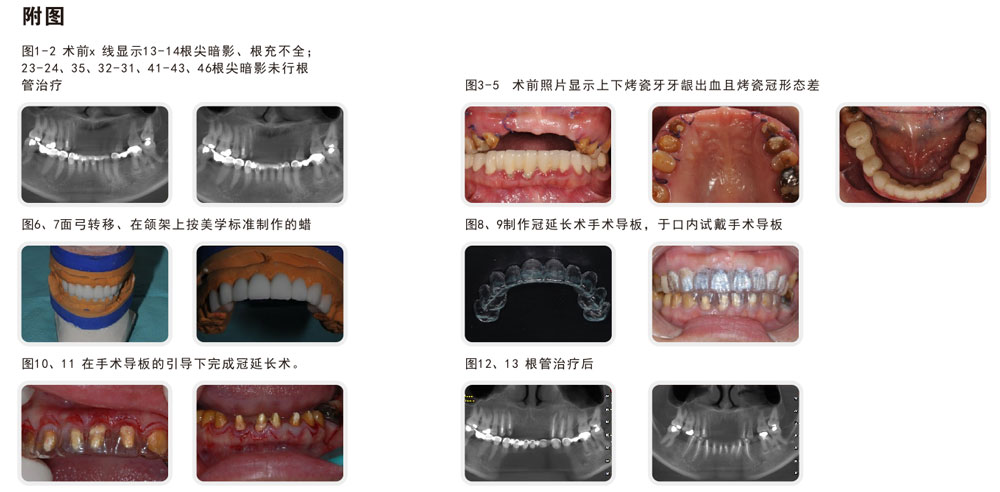 附图
图1-2 术前x 线显示13-14根尖暗影、根充不全；
23-24、35、32-31、41-43、46根尖暗影未行根
管治疗
图3-5 术前照片显示上下烤瓷牙牙龈出血且烤瓷冠形态差
图6、7面弓转移、在颌架上按美学标准制作的蜡
图8、9制作冠延长术手术导板，于口内试戴手术导板
图10、11 在手术导板的引导下完成冠延长术。
图12、13 根管治疗后